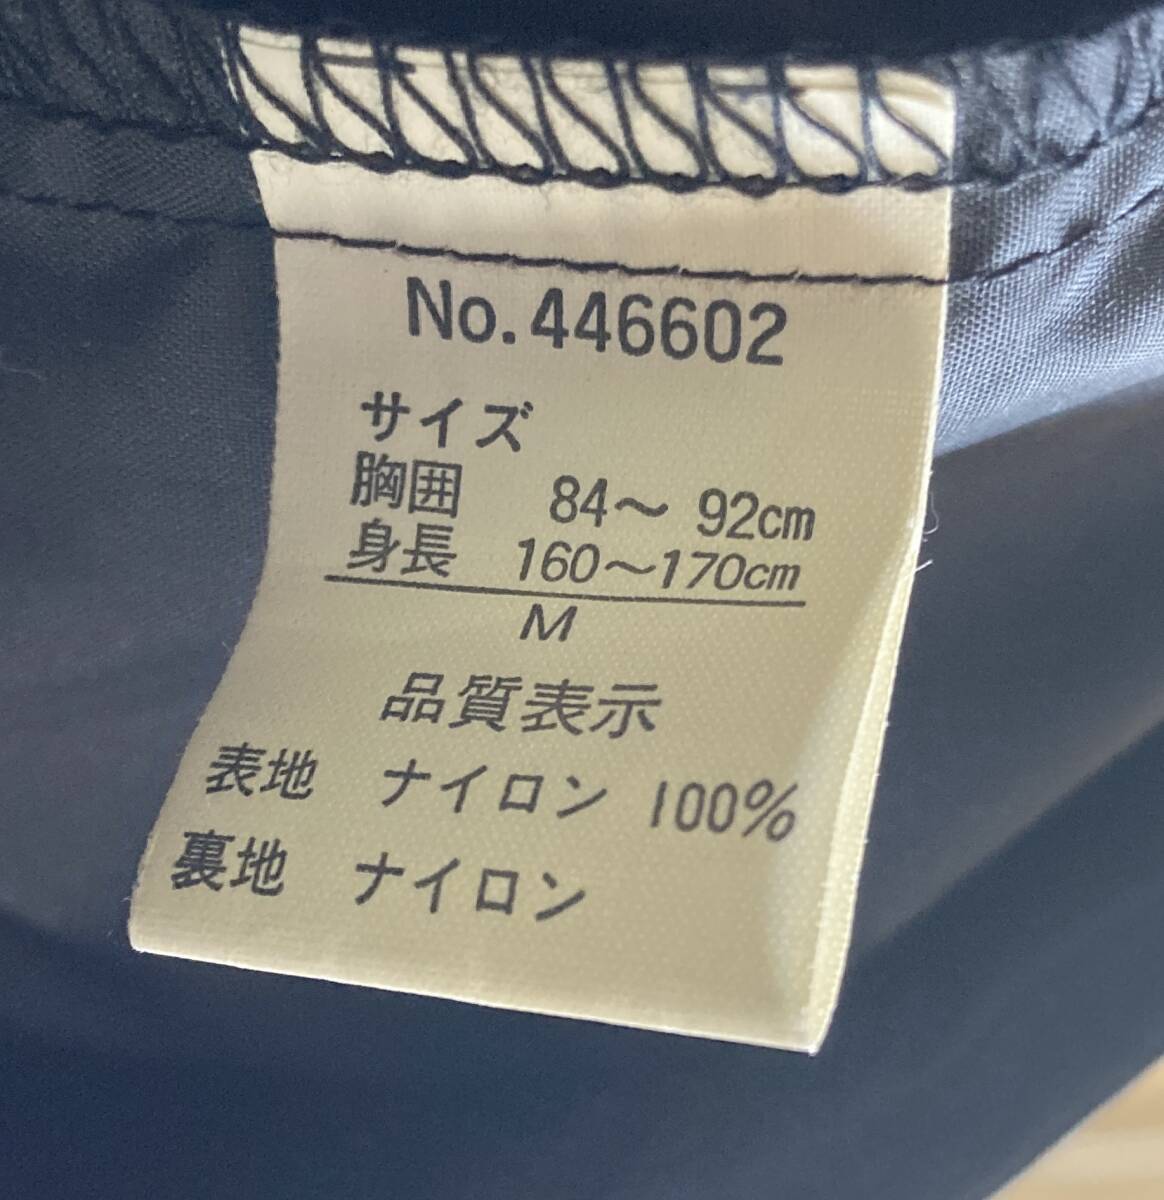 No.446602
サイズ
胸囲 84～92cm
身長 160～170cm
M
品質表示
表地 ナイロン 100%
裏地 ナイロン